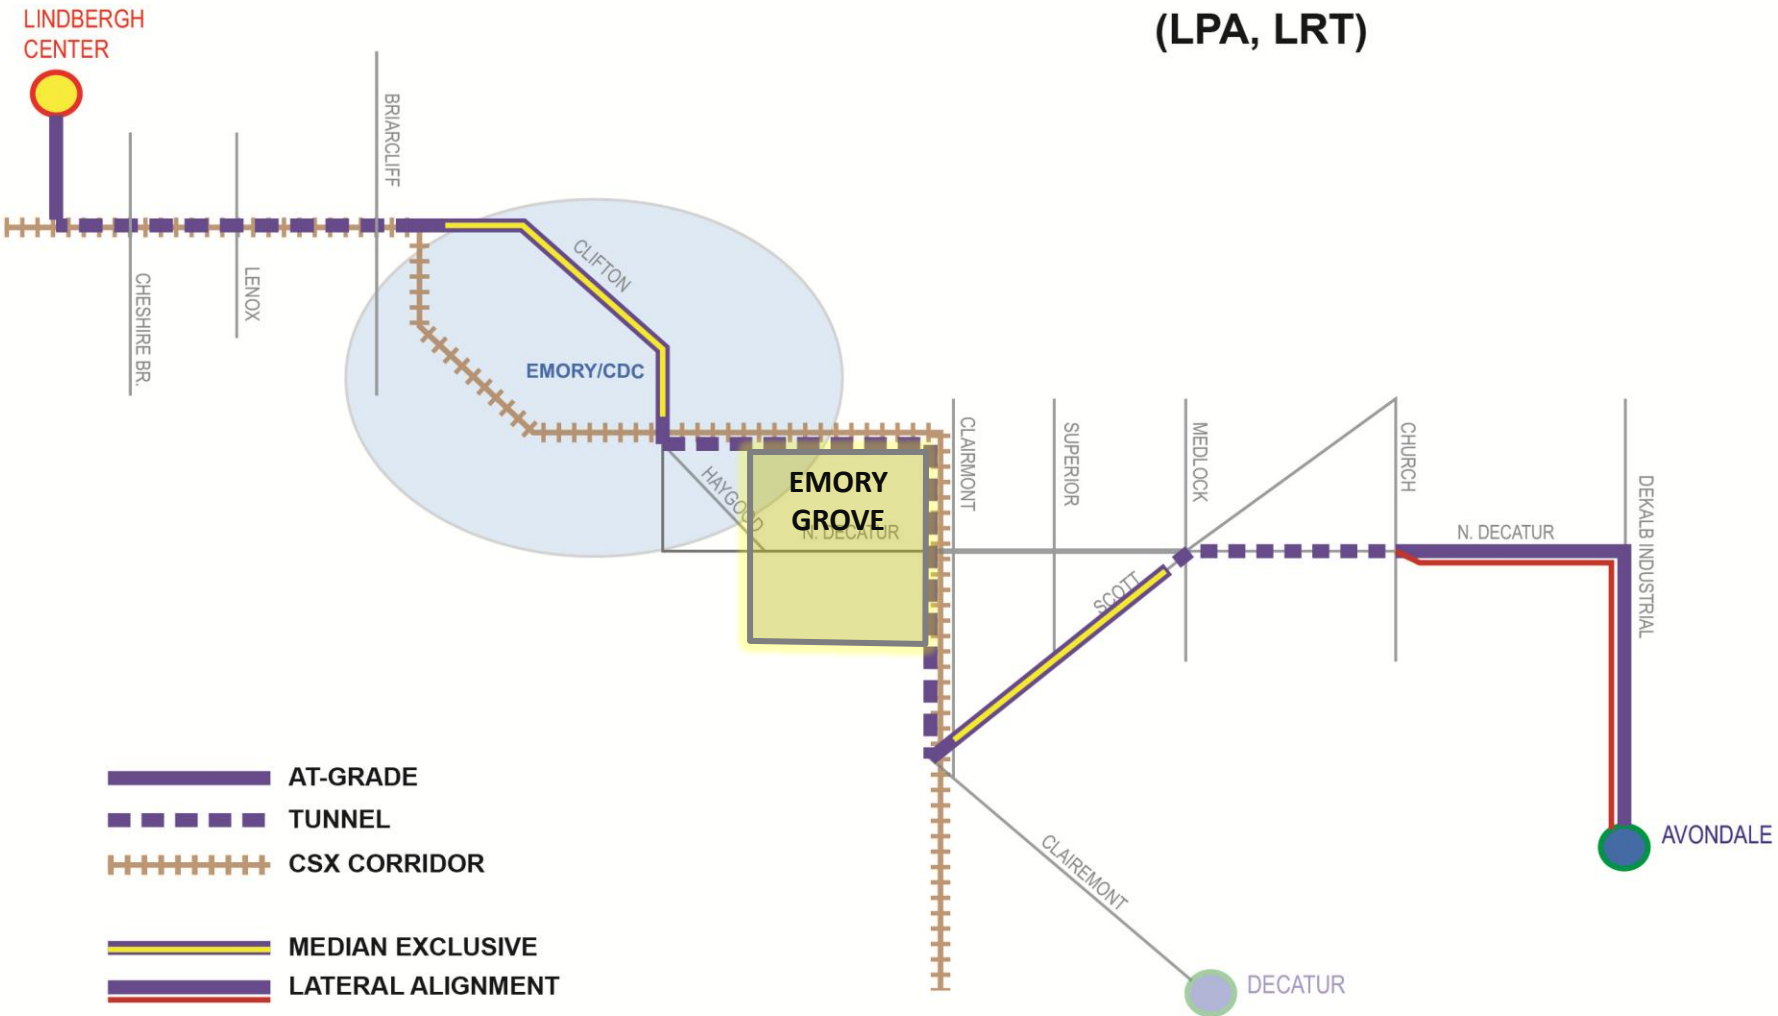 LINDBERGH
CENTER
(LPA, LRT)
BRIARCLIFF
CHESHIRE BR.
LENOX
CLIFTON
EMORY/CDC
HAYGOOD
EMORY
GROVE
N. DECATUR
CLAIRMONT
SUPERIOR
MEDLOCK
CHURCH
SCOTT
N. DECATUR
DEKALB INDUSTRIAL
AVONDALE
CLAIREMONT
DECATUR
AT-GRADE
TUNNEL
CSX CORRIDOR
MEDIAN EXCLUSIVE
LATERAL ALIGNMENT